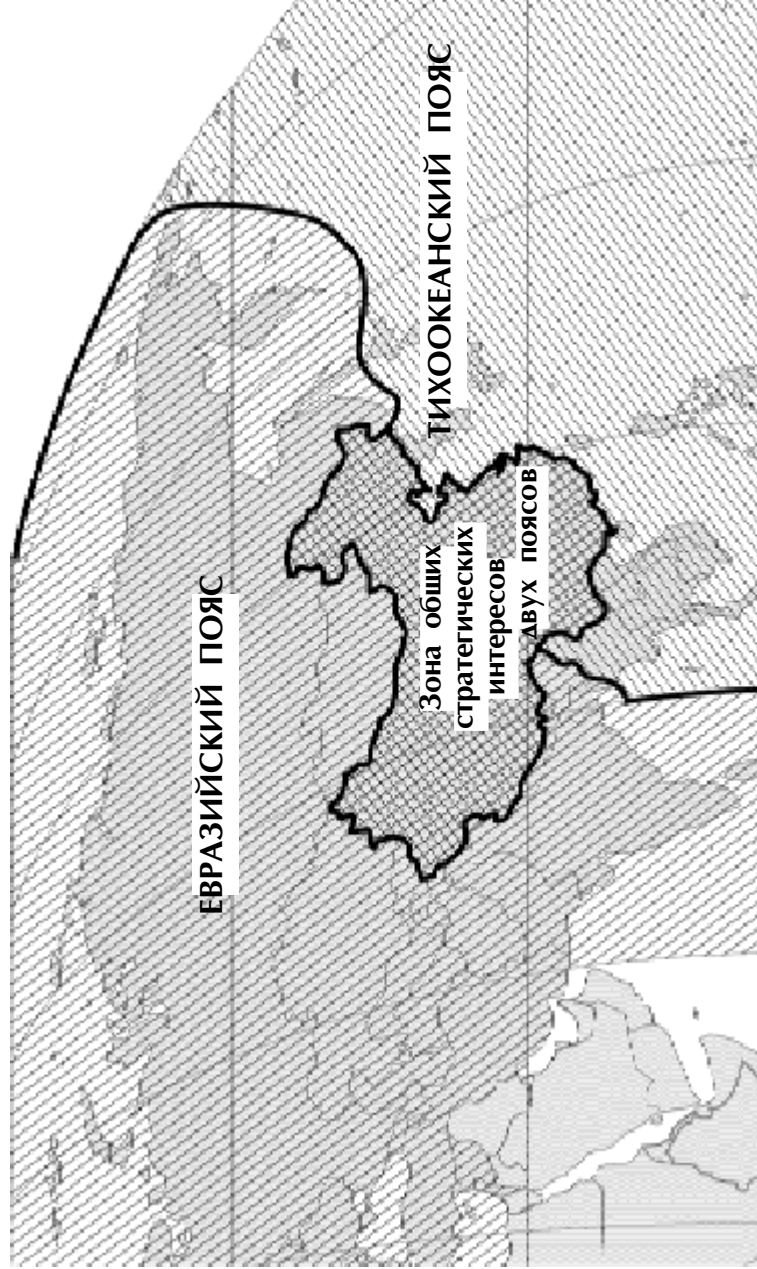 ЕВРАЗИЙСКИЙ ПОЯС
ТИХООКЕАНСКИЙ ПОЯС
Зона общих
стратегических
интересов
двух поясов